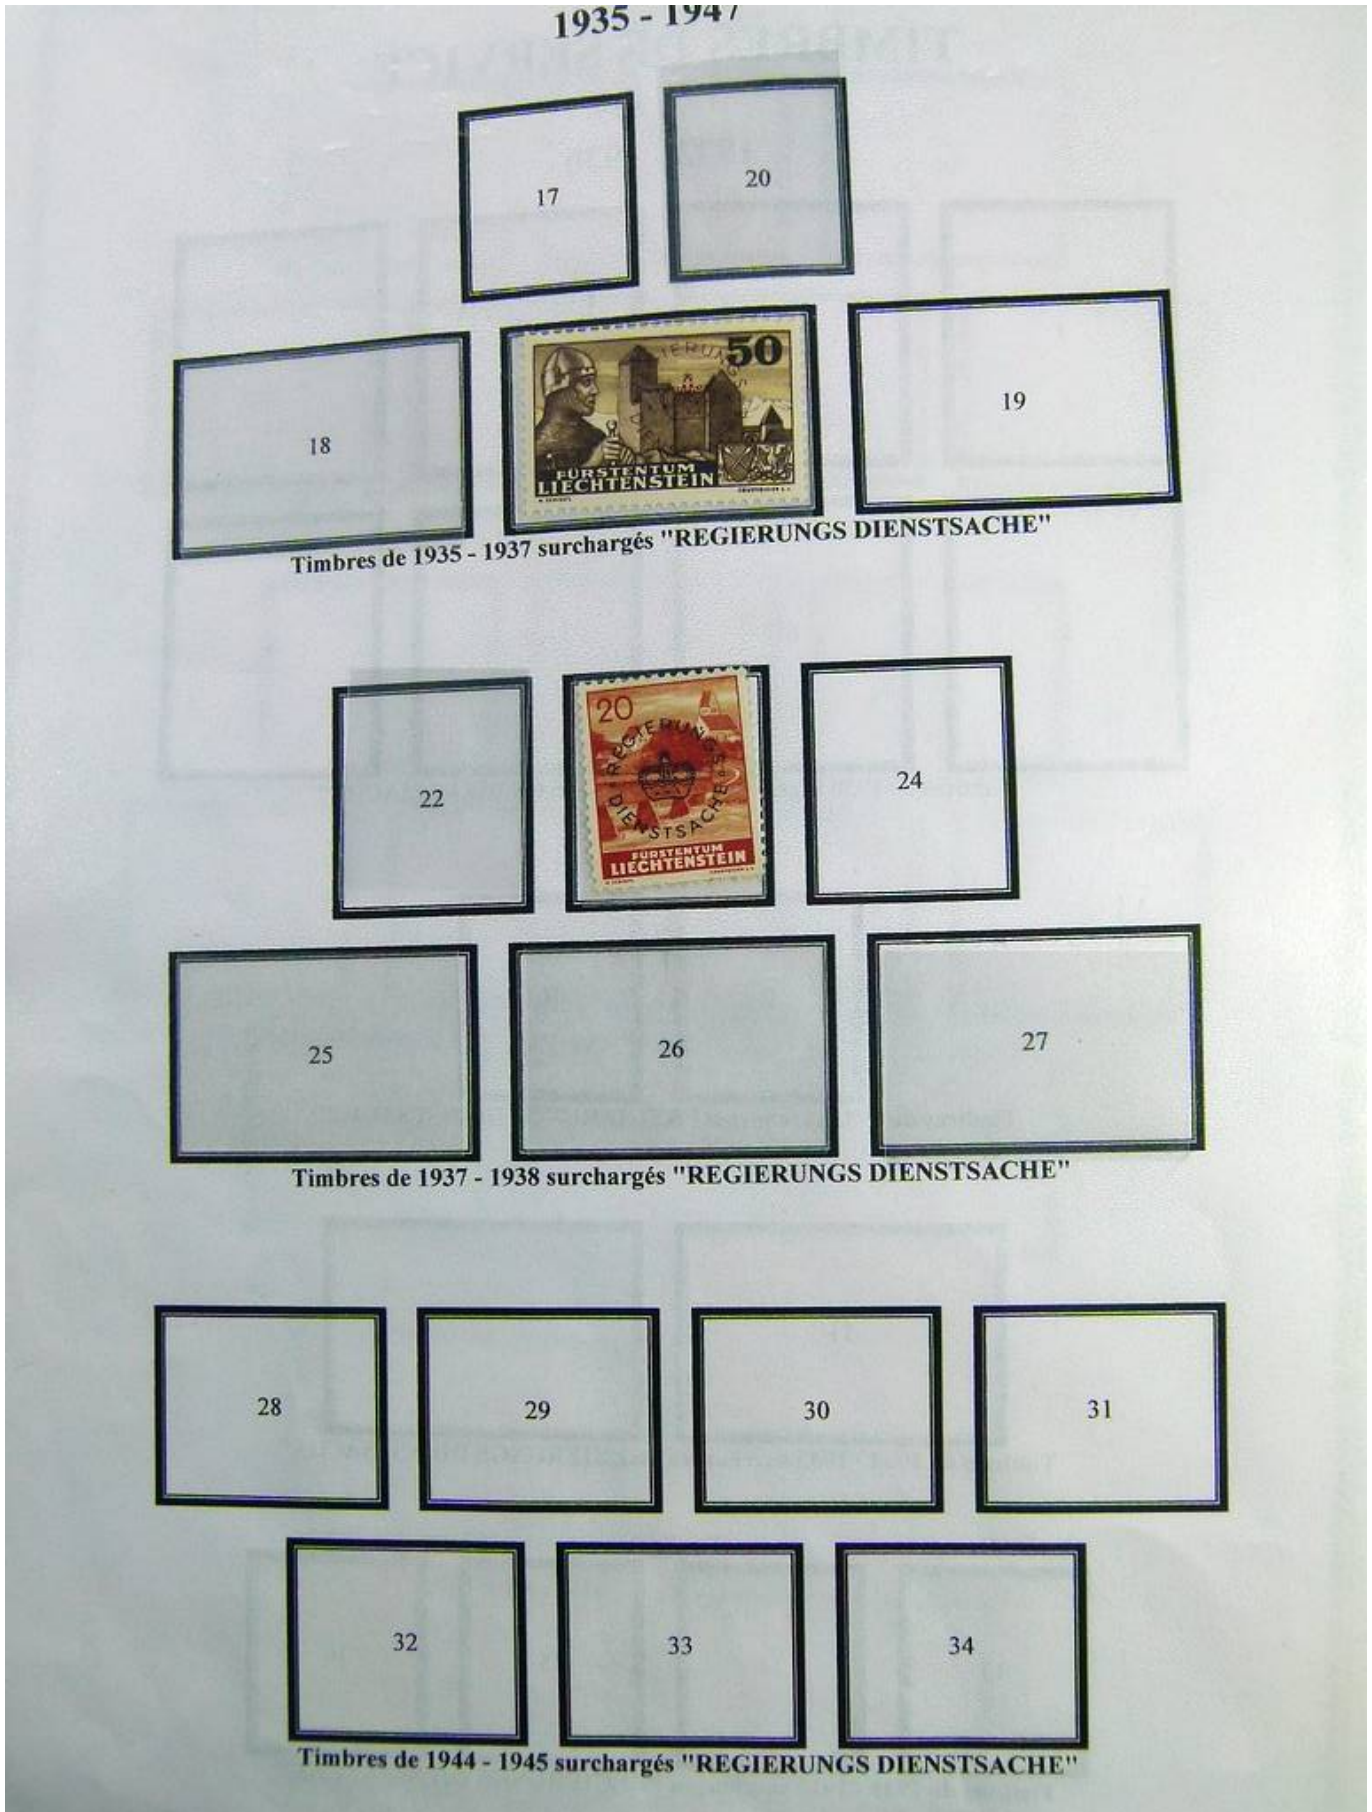 1935 - 1947
17
20
18
REGIERUNGS
50
FÜRSTENTUM
LIECHTENSTEIN
19
Timbres de 1935 - 1937 surchargés "REGIERUNGS DIENSTSACHE"
22
20
REGIERUNGS
DIENSTSACHE
FÜRSTENTUM
LIECHTENSTEIN
24
25
26
27
Timbres de 1937 - 1938 surchargés "REGIERUNGS DIENSTSACHE"
28
29
30
31
32
33
34
Timbres de 1944 - 1945 surchargés "REGIERUNGS DIENSTSACHE"